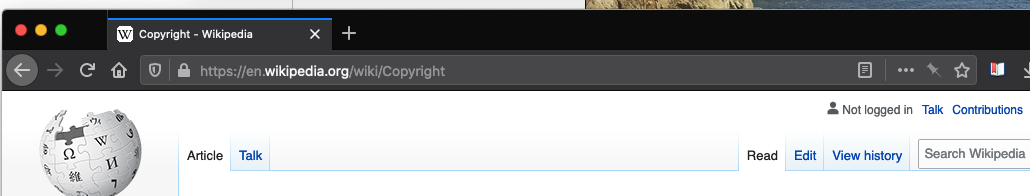 Copyright - Wikipedia
https://en.wikipedia.org/wiki/Copyright
Not logged in Talk Contributions
Article Talk Read Edit View history Search Wikipedia
W
Ω
W
И
維